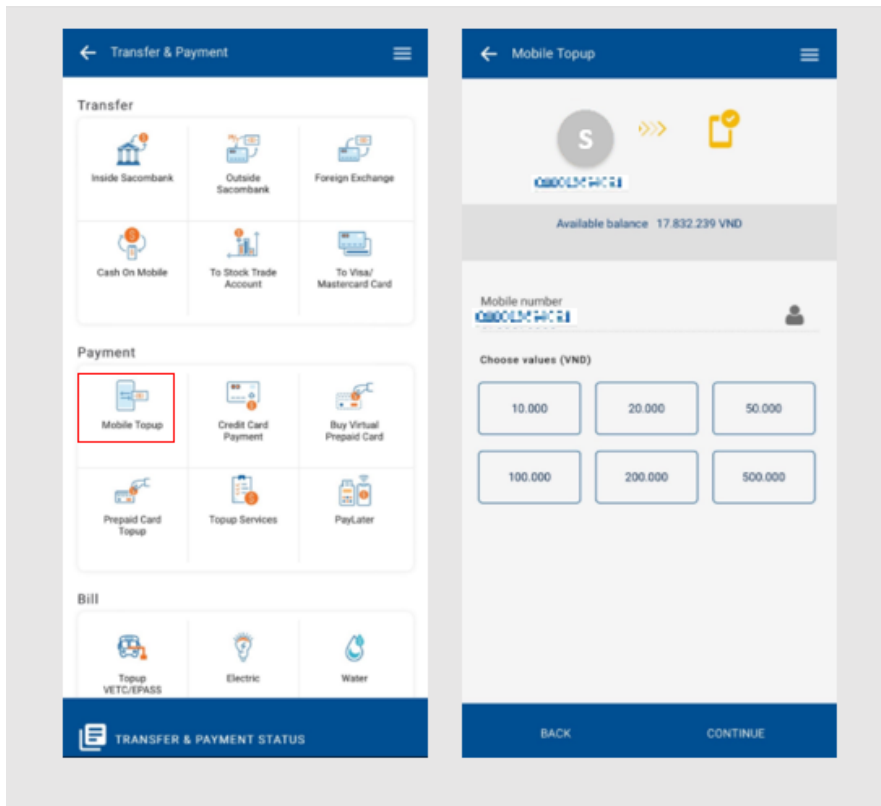 Transfer & Payment
Transfer
Inside Sacombank
Outside
Sacombank
Foreign Exchange
Cash On Mobile
To Stock Trade
Account
To Visa/
Mastercard Card
Payment
Mobile Topup
Credit Card
Payment
Buy Virtual
Prepaid Card
Prepaid Card
Topup
Topup Services
PayLater
Bill
Topup
VETC/EPASS
Electric
Water
TRANSFER & PAYMENT STATUS
Mobile Topup
S
Available balance 17.832.239 VND
Mobile number
Choose values (VND)
10.000
20.000
50.000
100.000
200.000
500.000
BACK
CONTINUE